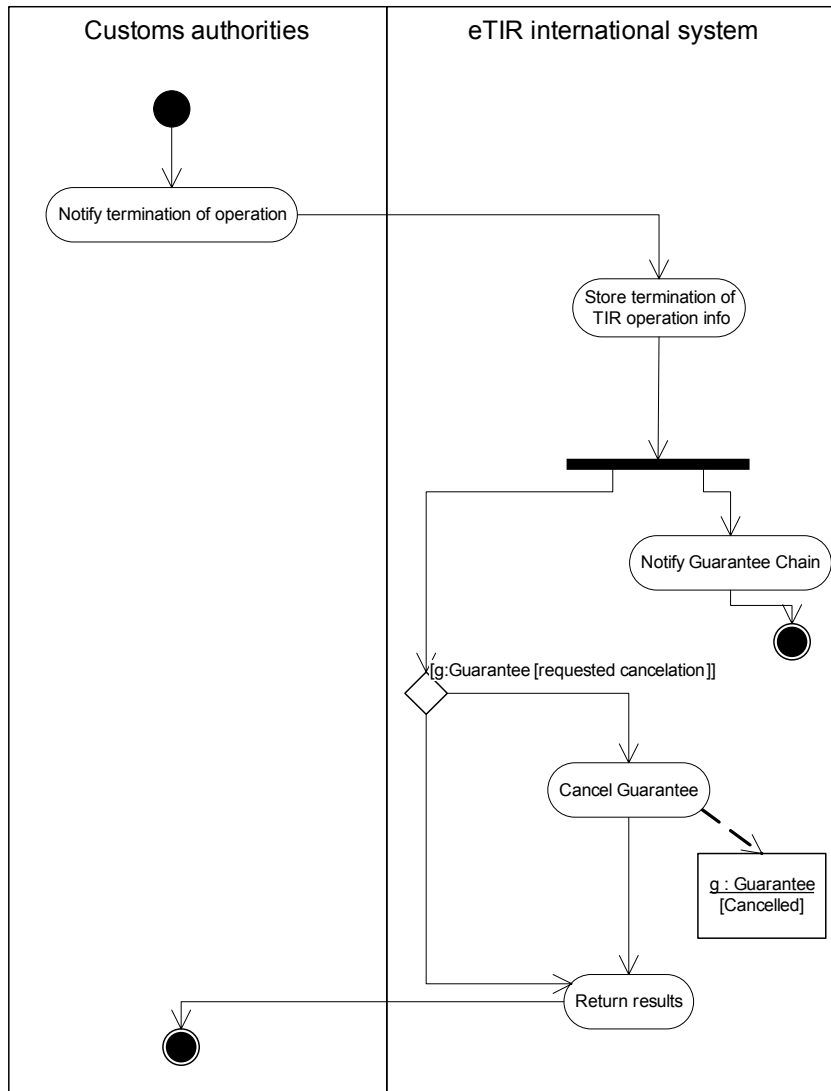 Customs authorities
eTIR international system
Notify termination of operation
Store termination of
TIR operation info
Notify Guarantee Chain
[g:Guarantee [requested cancelation]]
Cancel Guarantee
g : Guarantee
[Cancelled]
Return results